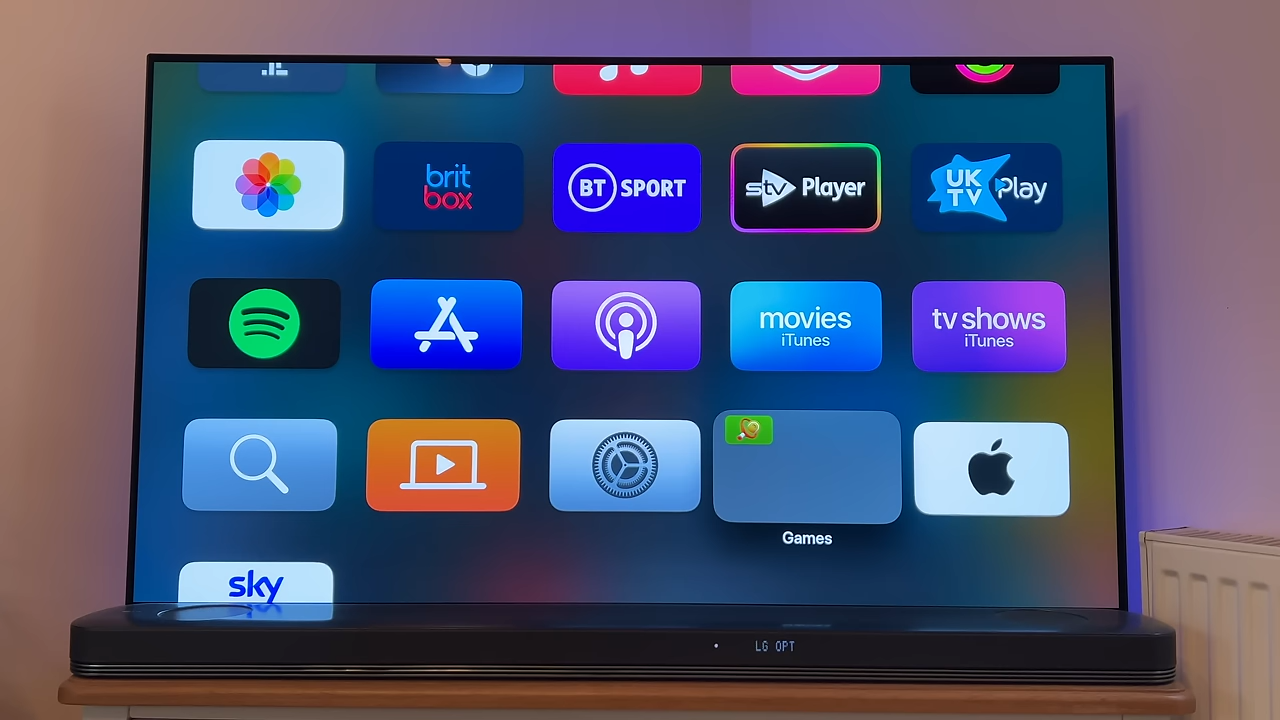 brit
box
BT SPORT
stv Player
UK
TV Play
movies
iTunes
tv shows
iTunes
Games
sky
LG OPT